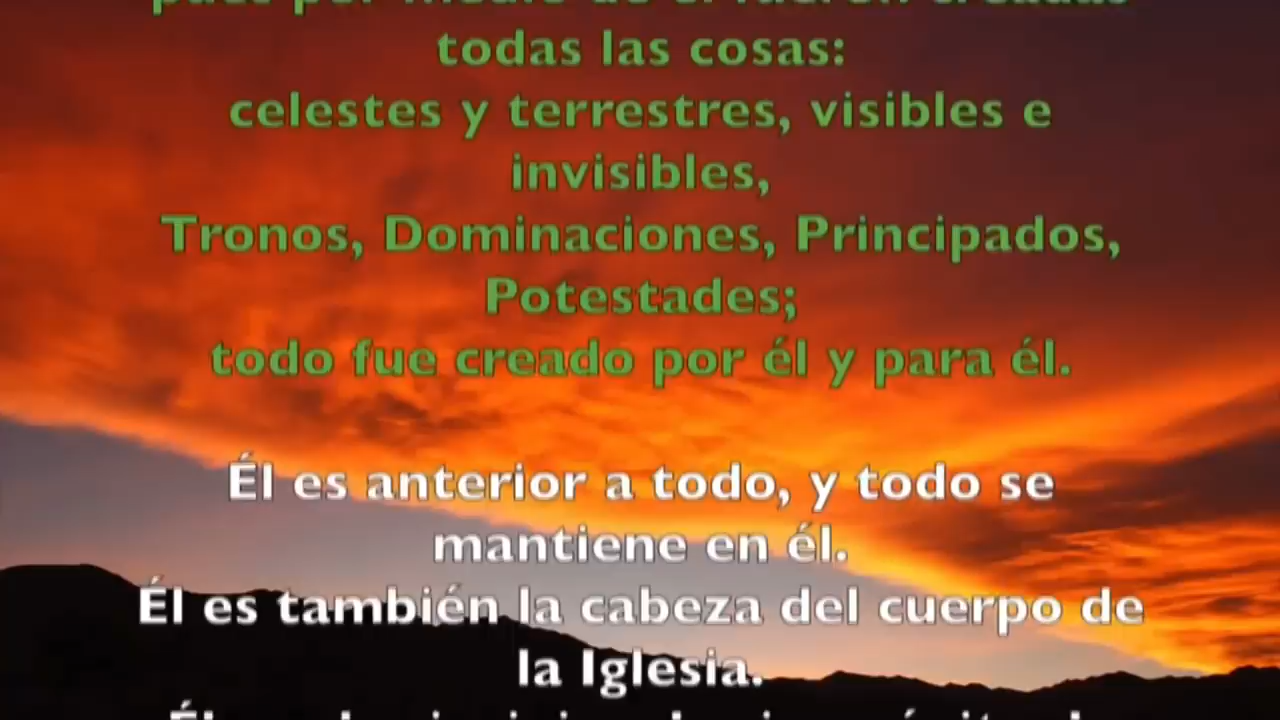 todas las cosas:
celestes y terrestres, visibles e
invisibles,
Tronos, Dominaciones, Principados,
Potestades;
todo fue creado por él y para él.
Él es anterior a todo, y todo se
mantiene en él.
Él es también la cabeza del cuerpo de
la Iglesia.